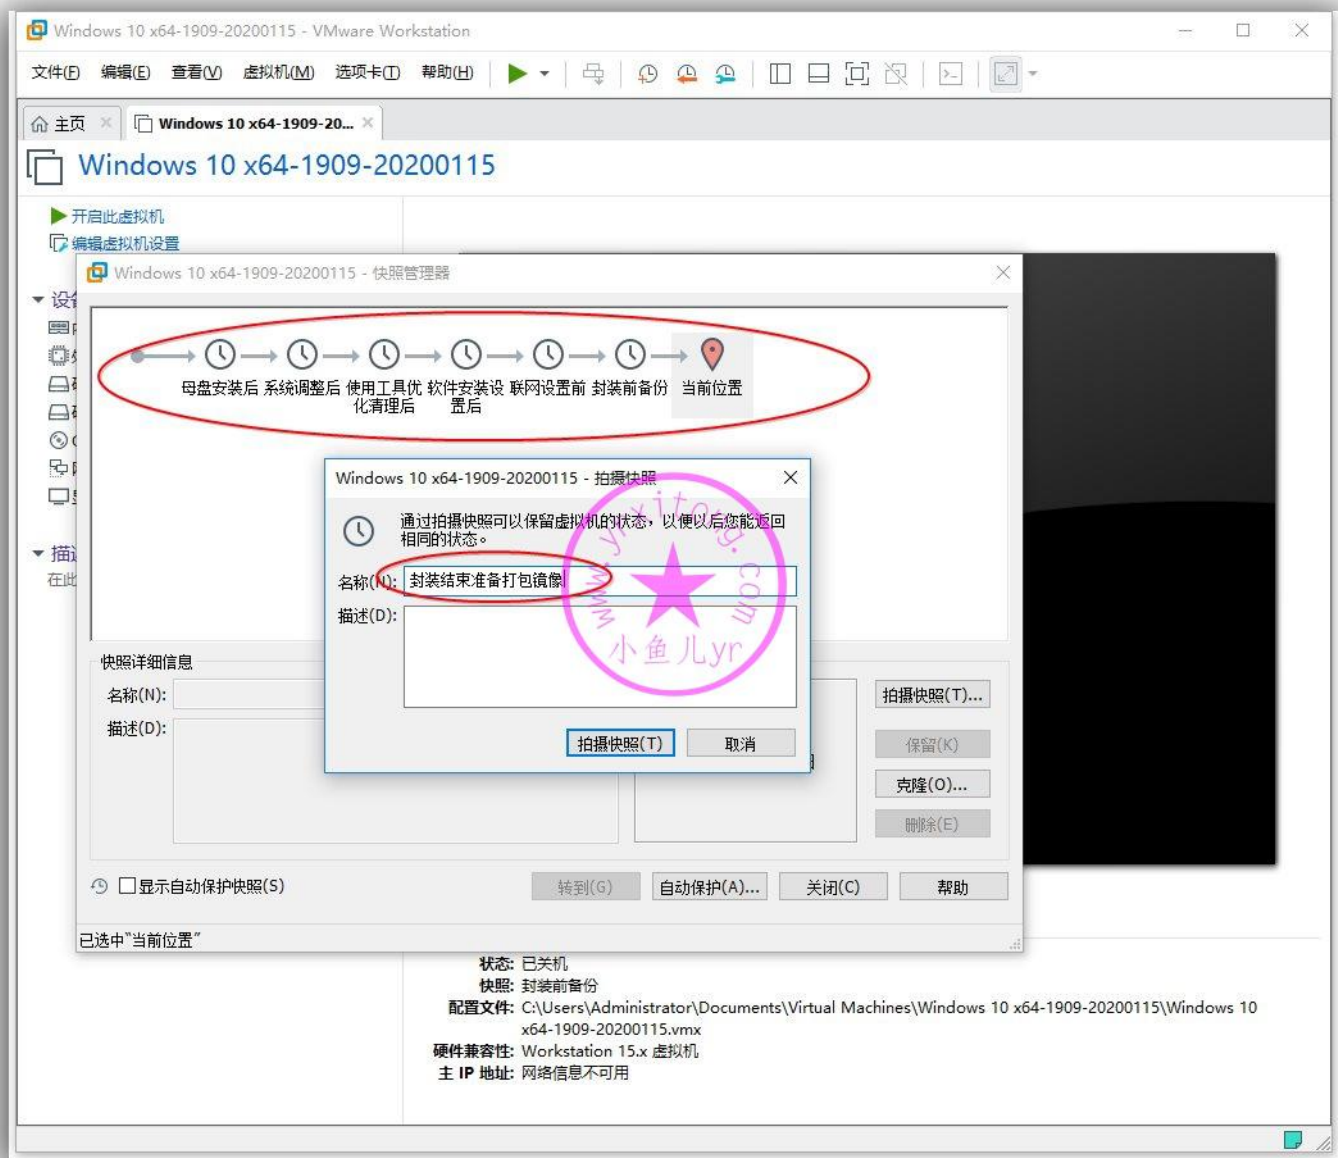 Windows 10 x64-1909-20200115 - VMware Workstation
文件(F) 编辑(E) 查看(V) 虚拟机(M) 选项卡(T) 帮助(H)
主页
Windows 10 x64-1909-20...
Windows 10 x64-1909-20200115
开启此虚拟机
编辑虚拟机设置
Windows 10 x64-1909-20200115 - 快照管理器
设
母盘安装后 系统调整后 使用工具优化清理后 软件安装设置后 联网设置前 封装前备份 当前位置
Windows 10 x64-1909-20200115 - 拍摄快照
通过拍摄快照可以保留虚拟机的状态，以便以后您能返回
相同的状态。
名称(N): 封装结束准备打包镜像
描述(D):
拍摄快照(T) 取消
www.yrxitong.com
小鱼儿yr
描
在此
快照详细信息
名称(N):
描述(D):
拍摄快照(T)...
保留(K)
克隆(O)...
删除(E)
显示自动保护快照(S)
转到(G) 自动保护(A)... 关闭(C) 帮助
已选中"当前位置"
状态: 已关机
快照: 封装前备份
配置文件: C:\Users\Administrator\Documents\Virtual Machines\Windows 10 x64-1909-20200115\Windows 10
x64-1909-20200115.vmx
硬件兼容性: Workstation 15.x 虚拟机
主 IP 地址: 网络信息不可用